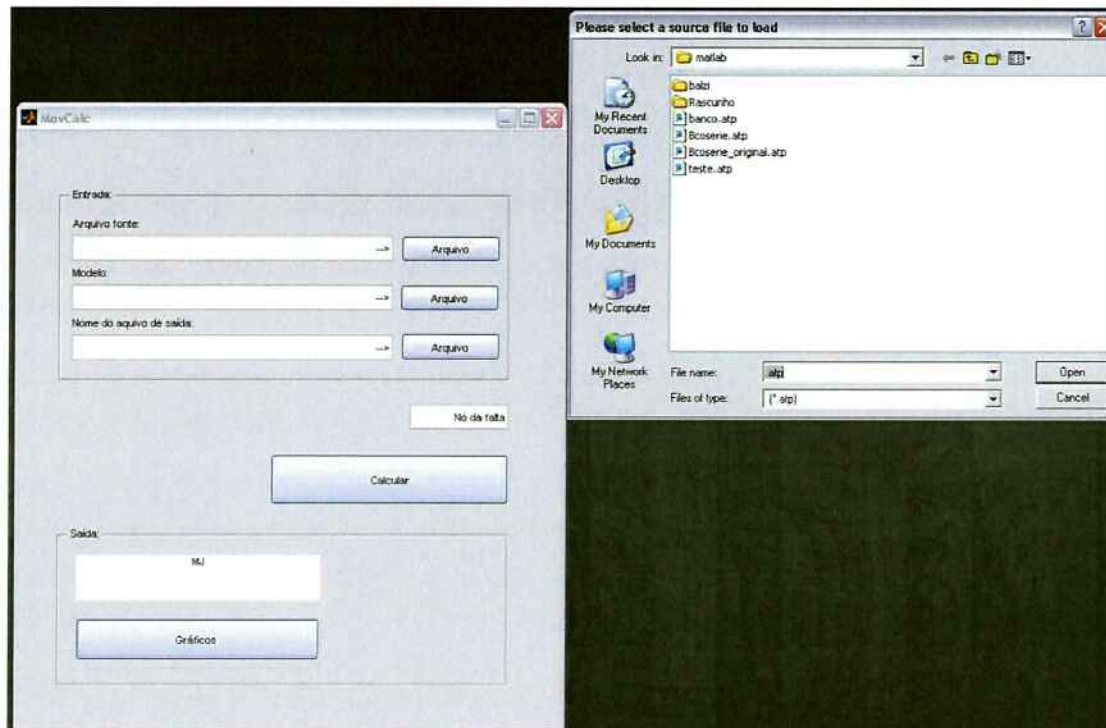 MovCalc
Entrada:
Arquivo fonte:
-->
Arquivo
Modelo:
-->
Arquivo
Nome do aquivo de saída:
-->
Arquivo
Nó da falta
Calcular
Saída:
MJ
Gráficos
Please select a source file to load
Look in:
matlab
My Recent
Documents
Desktop
My Documents
My Computer
My Network
Places
balzi
Rascunho
banco.atp
Bcoserie.atp
Bcoserie_original.atp
teste.atp
File name:
.atp
Open
Files of type:
(*.atp)
Cancel